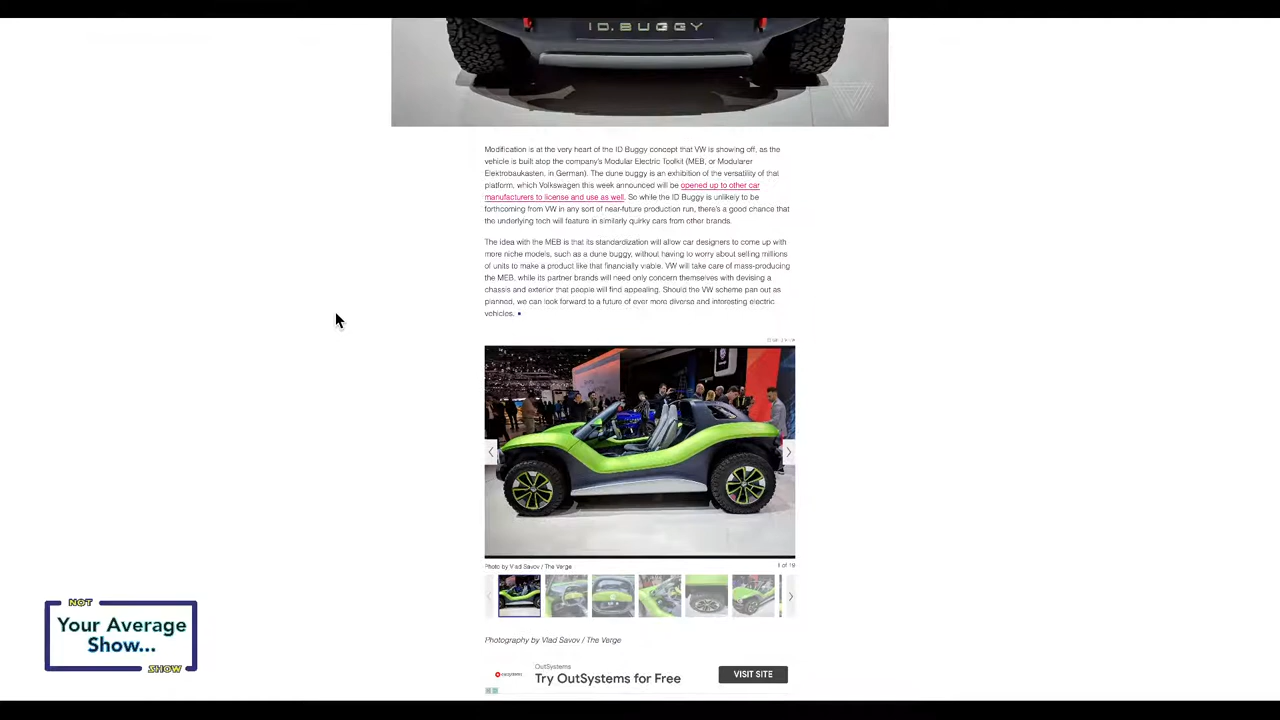 ID. BUGGY
Modification is at the very heart of the ID Buggy concept that VW is showing off, as the
vehicle is built atop the company's Modular Electric Toolkit (MEB, or Modularer
Elektrobaukasten, in German). The dune buggy is an exhibition of the versatility of that
platform, which Volkswagen this week announced will be opened up to other car
manufacturers to license and use as well. So while the ID Buggy is unlikely to be
forthcoming from VW in any sort of near-future production run, there's a good chance that
the underlying tech will feature in similarly quirky cars from other brands.
The idea with the MEB is that its standardization will allow car designers to come up with
more niche models, such as a dune buggy, without having to worry about selling millions
of units to make a product like that financially viable. VW will take care of mass-producing
the MEB, while its partner brands will need only concern themselves with devising a
chassis and exterior that people will find appealing. Should the VW scheme pan out as
planned, we can look forward to a future of ever more diverse and interesting electric
vehicles.
Photo by Vlad Savov / The Verge
1 of 19
Photography by Vlad Savov / The Verge
OutSystems
Try OutSystems for Free
VISIT SITE
NOT
Your Average
Show...
SHOW